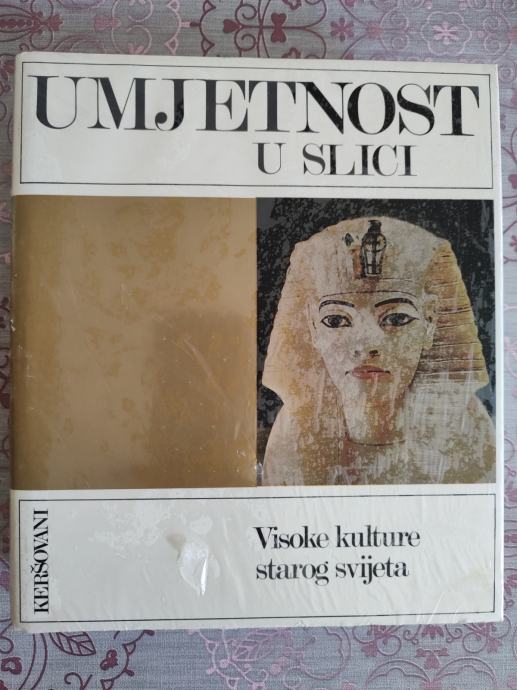 UMJETNOST
U SLICI
Visoke kulture
starog svijeta
KERŠOVANI